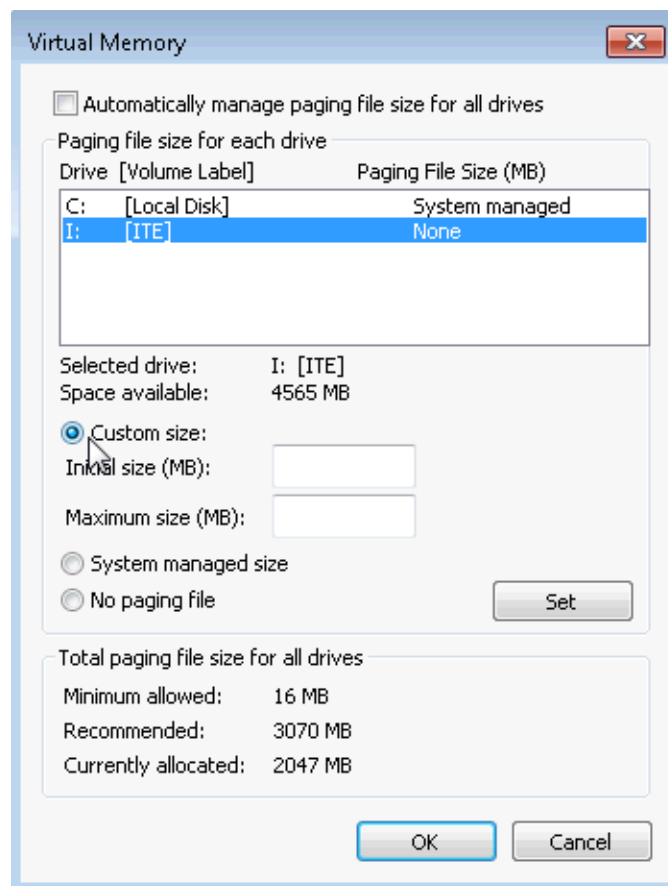 Virtual Memory
Automatically manage paging file size for all drives
Paging file size for each drive
Drive [Volume Label] Paging File Size (MB)
C: [Local Disk] System managed
I: [ITE] None
Selected drive: I: [ITE]
Space available: 4565 MB
Custom size:
Initial size (MB):
Maximum size (MB):
System managed size
No paging file Set
Total paging file size for all drives
Minimum allowed: 16 MB
Recommended: 3070 MB
Currently allocated: 2047 MB
OK Cancel